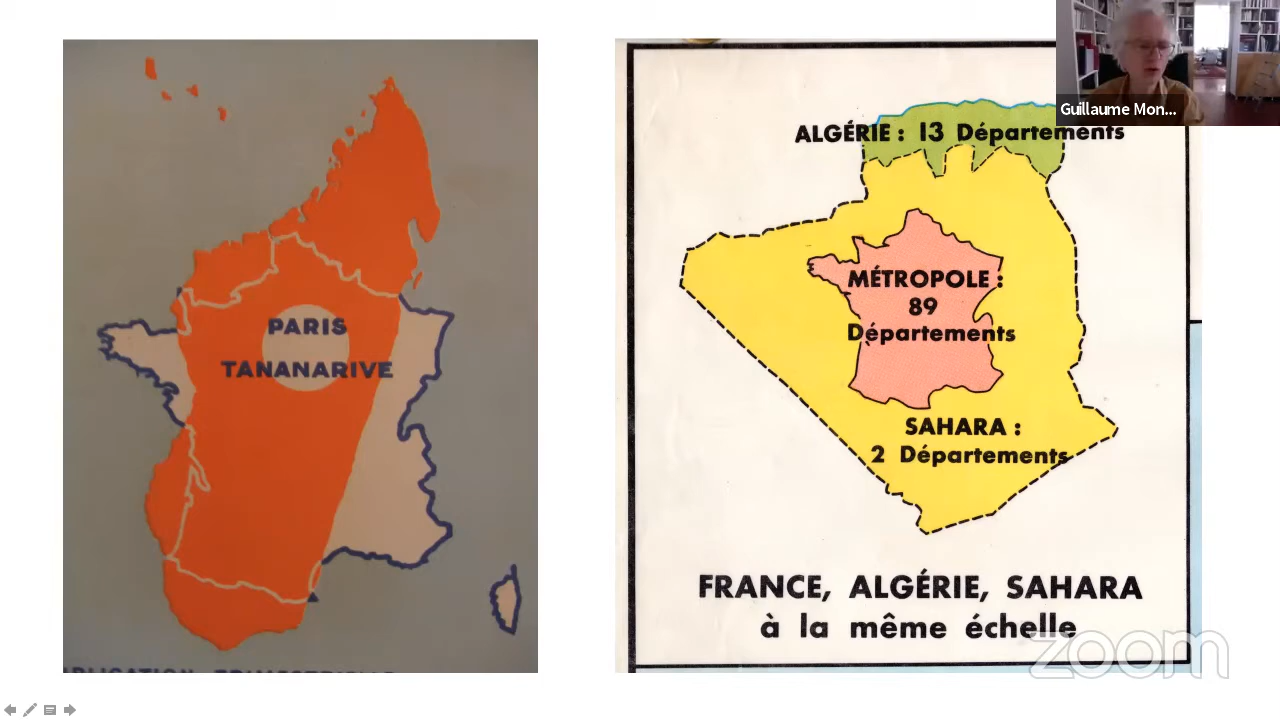 PARIS
TANANARIVE
ALGÉRIE : 13 Départements
MÉTROPOLE :
89
Départements
SAHARA :
2 Départements
FRANCE, ALGÉRIE, SAHARA
à la même échelle
zoom
Guillaume Mon...